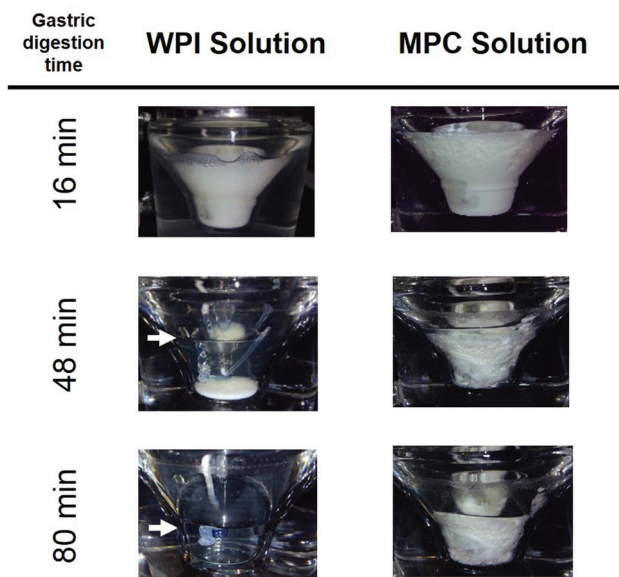 Gastric
digestion
time
WPI Solution
MPC Solution
16 min
48 min
80 min